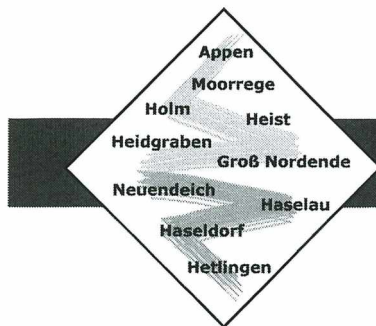 Appen
Moorrege
Holm
Heist
Heidgraben
Groß Nordende
Neuendeich
Haselau
Haseldorf
Hetlingen